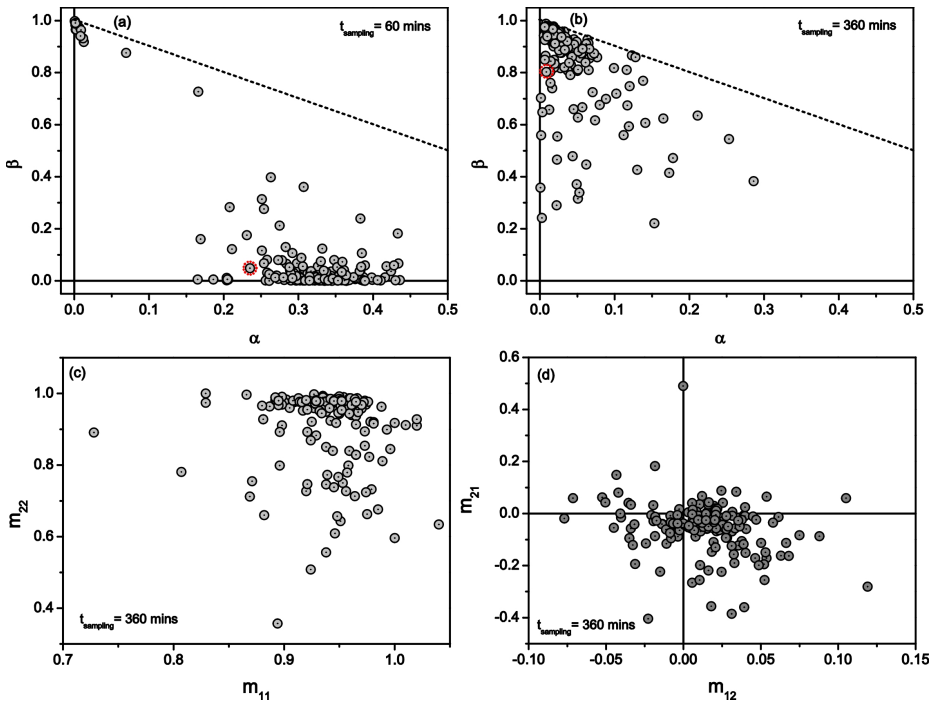 (a)
t_sampling = 60 mins
1.0
0.8
0.6
0.4
0.2
0.0
β
0.0 0.1 0.2 0.3 0.4 0.5
α
(b)
t_sampling = 360 mins
1.0
0.8
0.6
0.4
0.2
0.0
β
0.0 0.1 0.2 0.3 0.4 0.5
α
(c)
1.0
0.8
0.6
0.4
m_22
t_sampling = 360 mins
0.7 0.8 0.9 1.0
m_11
(d)
0.6
0.4
0.2
0.0
-0.2
-0.4
m_21
t_sampling = 360 mins
-0.10 -0.05 0.00 0.05 0.10 0.15
m_12